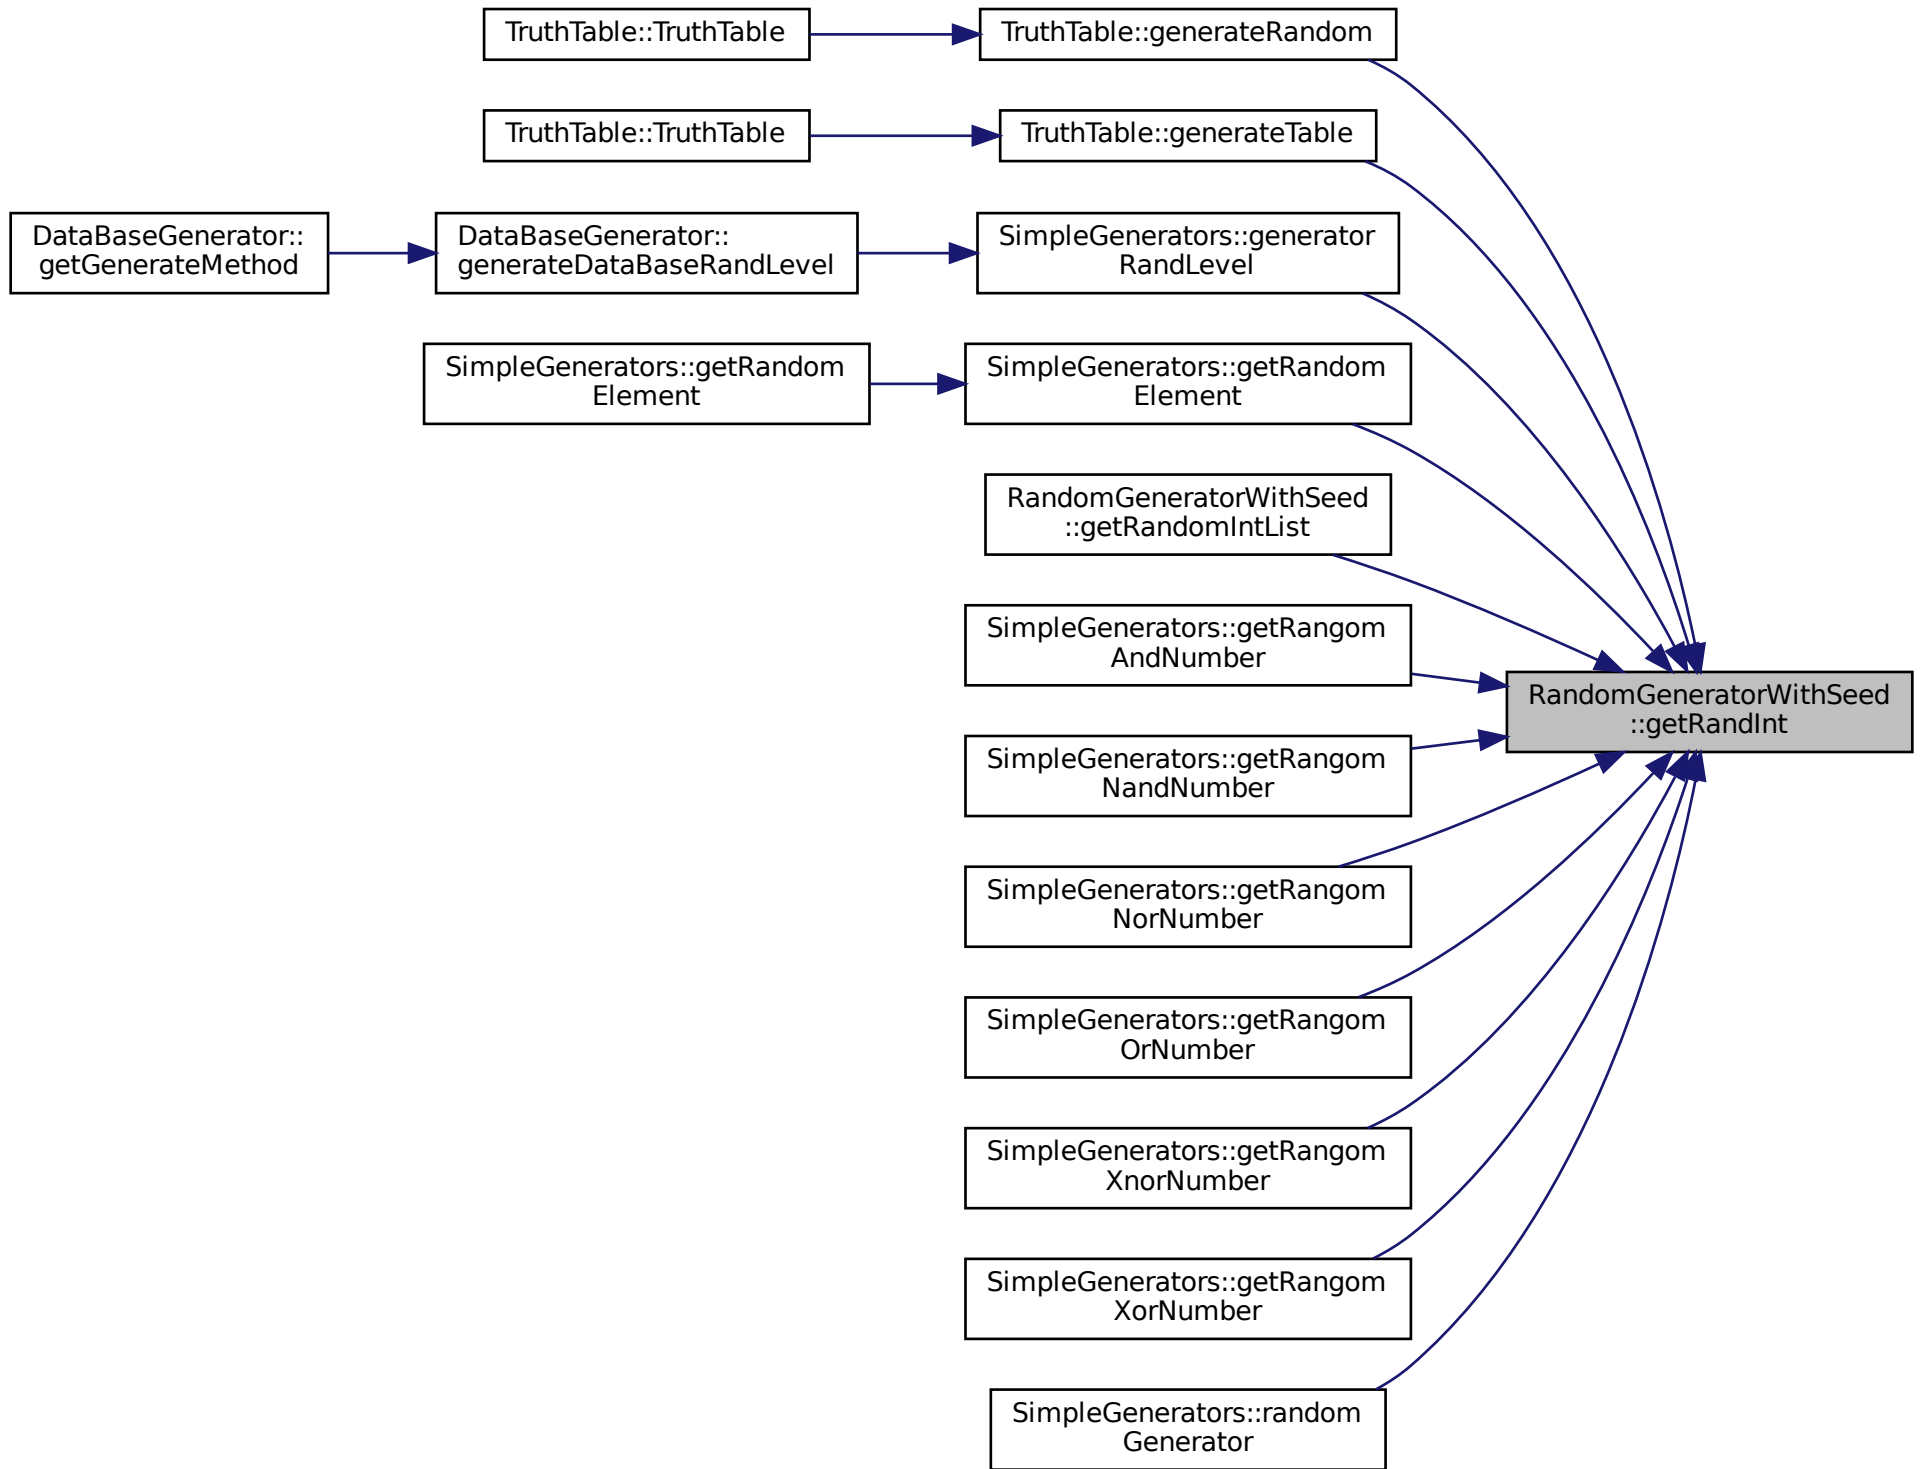 TruthTable::TruthTable
TruthTable::generateRandom
TruthTable::TruthTable
TruthTable::generateTable
DataBaseGenerator::
getGenerateMethod
DataBaseGenerator::
generateDataBaseRandLevel
SimpleGenerators::generator
RandLevel
SimpleGenerators::getRandom
Element
SimpleGenerators::getRandom
Element
RandomGeneratorWithSeed
::getRandomIntList
SimpleGenerators::getRangom
AndNumber
RandomGeneratorWithSeed
::getRandInt
SimpleGenerators::getRangom
NandNumber
SimpleGenerators::getRangom
NorNumber
SimpleGenerators::getRangom
OrNumber
SimpleGenerators::getRangom
XnorNumber
SimpleGenerators::getRangom
XorNumber
SimpleGenerators::random
Generator